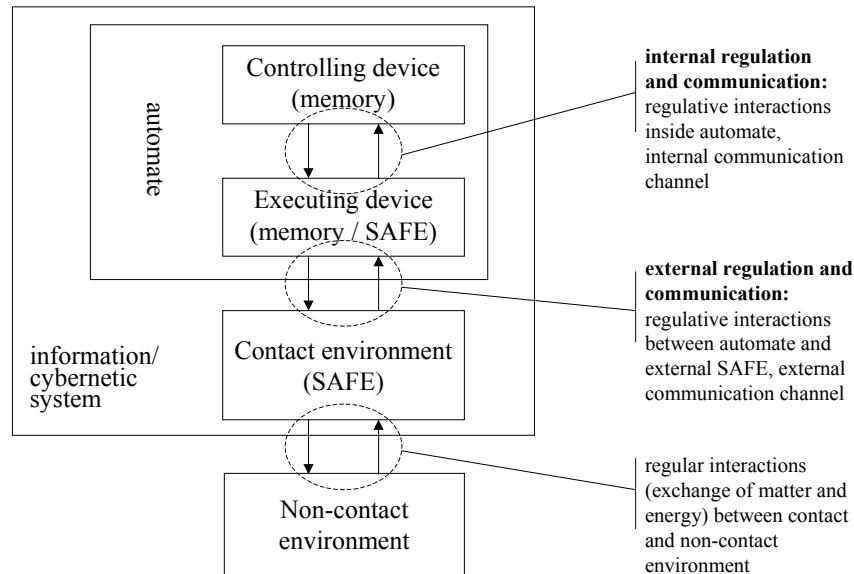 Controlling device
(memory)
automate
Executing device
(memory / SAFE)
information/
cybernetic
system
Contact environment
(SAFE)
Non-contact
environment
internal regulation
and communication:
regulative interactions
inside automate,
internal communication
channel
external regulation and
communication:
regulative interactions
between automate and
external SAFE, external
communication channel
regular interactions
(exchange of matter and
energy) between contact
and non-contact
environment